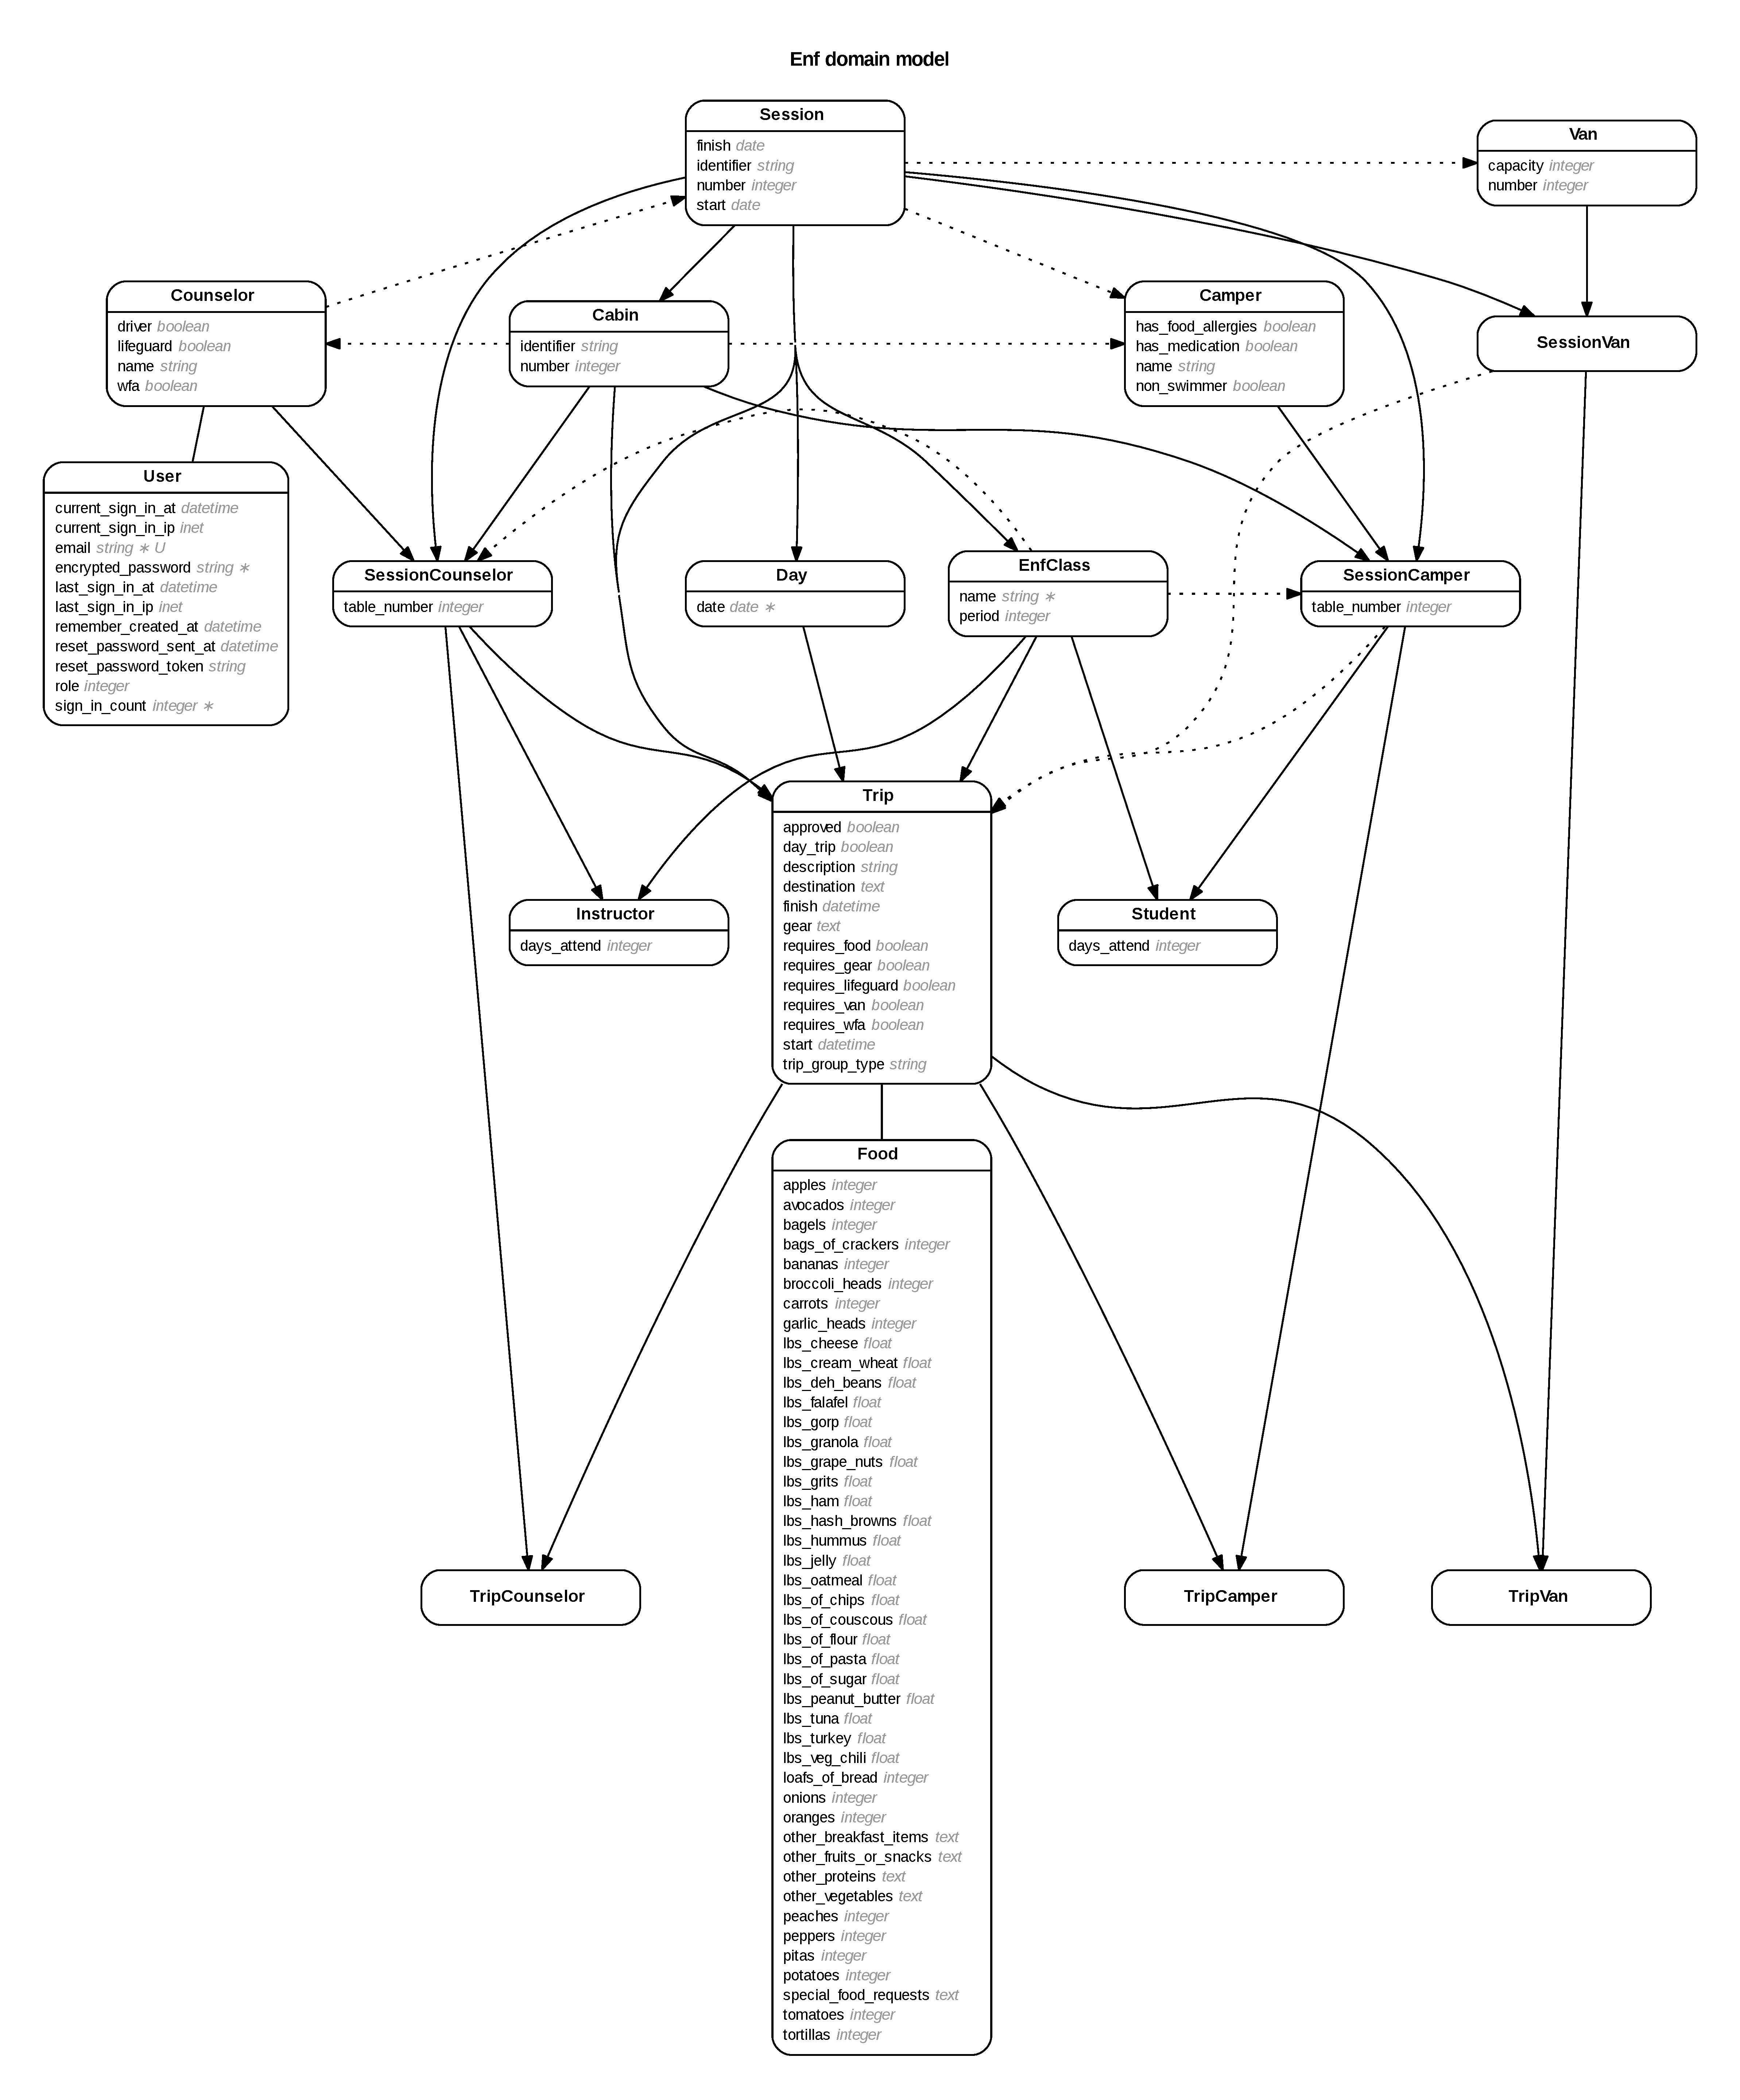 Enf domain model
Session
finish date
identifier string
number integer
start date
Van
capacity integer
number integer
Counselor
driver boolean
lifeguard boolean
name string
wfa boolean
Cabin
identifier string
number integer
Camper
has_food_allergies boolean
has_medication boolean
name string
non_swimmer boolean
SessionVan
User
current_sign_in_at datetime
current_sign_in_ip inet
email string ∗ U
encrypted_password string ∗
last_sign_in_at datetime
last_sign_in_ip inet
remember_created_at datetime
reset_password_sent_at datetime
reset_password_token string
role integer
sign_in_count integer ∗
SessionCounselor
table_number integer
Day
date date ∗
EnfClass
name string ∗
period integer
SessionCamper
table_number integer
Trip
approved boolean
day_trip boolean
description string
destination text
finish datetime
gear text
requires_food boolean
requires_gear boolean
requires_lifeguard boolean
requires_van boolean
requires_wfa boolean
start datetime
trip_group_type string
Instructor
days_attend integer
Student
days_attend integer
Food
apples integer
avocados integer
bagels integer
bags_of_crackers integer
bananas integer
broccoli_heads integer
carrots integer
garlic_heads integer
lbs_cheese float
lbs_cream_wheat float
lbs_deh_beans float
lbs_falafel float
lbs_gorp float
lbs_granola float
lbs_grape_nuts float
lbs_grits float
lbs_ham float
lbs_hash_browns float
lbs_hummus float
lbs_jelly float
lbs_oatmeal float
lbs_of_chips float
lbs_of_couscous float
lbs_of_flour float
lbs_of_pasta float
lbs_of_sugar float
lbs_peanut_butter float
lbs_tuna float
lbs_turkey float
lbs_veg_chili float
loafs_of_bread integer
onions integer
oranges integer
other_breakfast_items text
other_fruits_or_snacks text
other_proteins text
other_vegetables text
peaches integer
peppers integer
pitas integer
potatoes integer
special_food_requests text
tomatoes integer
tortillas integer
TripCounselor
TripCamper
TripVan